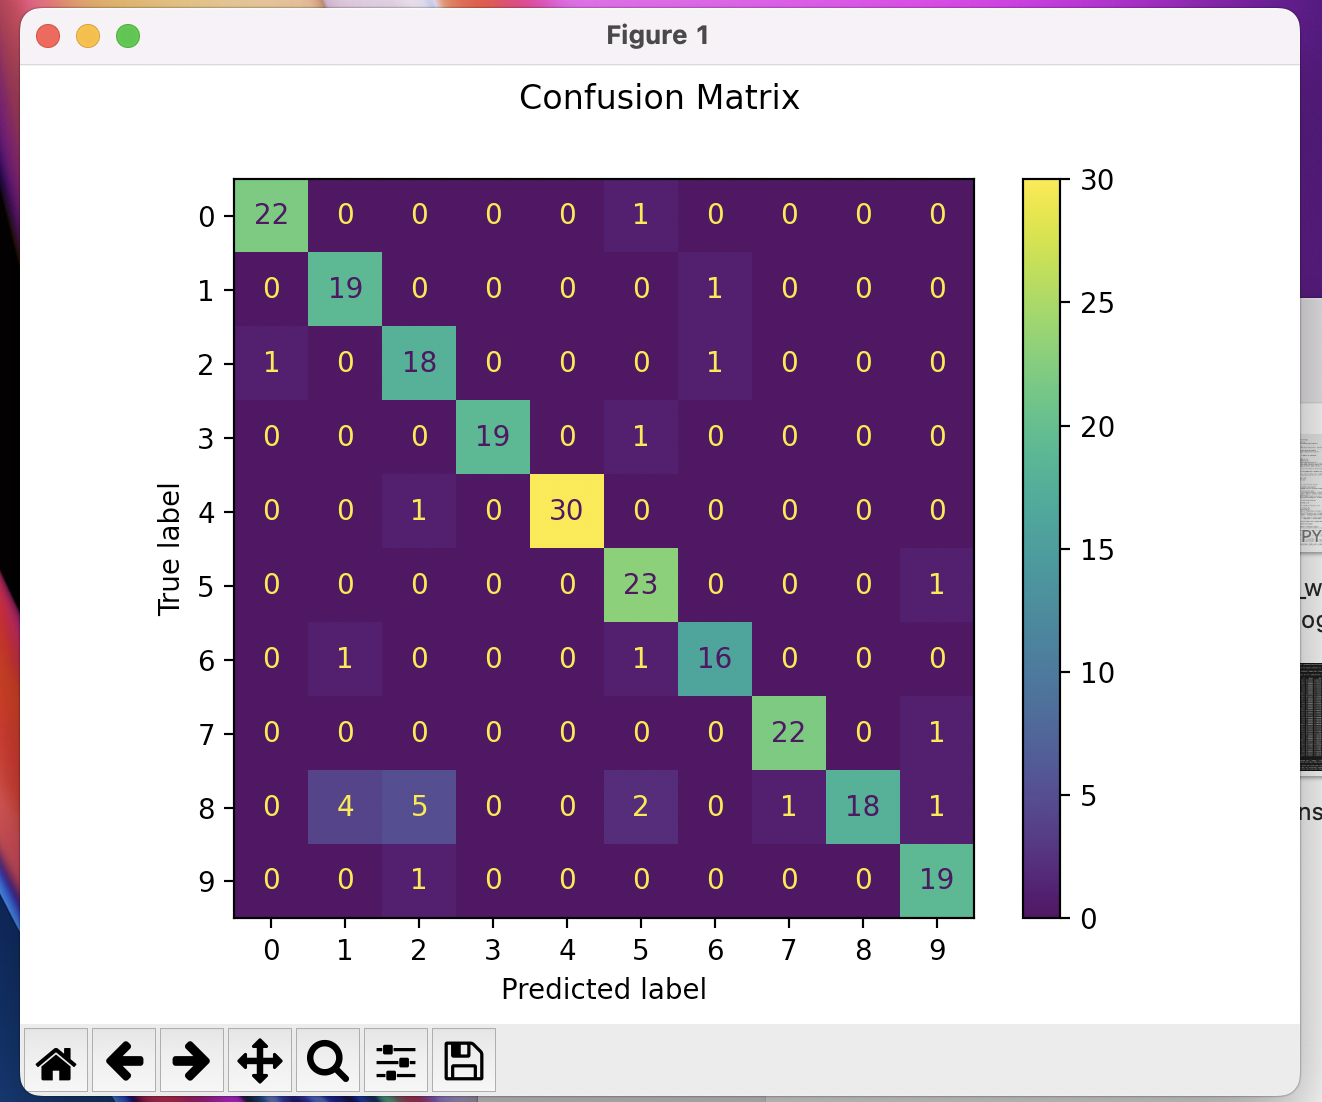 Figure 1
Confusion Matrix
0 22 0 0 0 0 1 0 0 0 0
1 0 19 0 0 0 0 1 0 0 0
2 1 0 18 0 0 0 1 0 0 0
3 0 0 0 19 0 1 0 0 0 0
4 0 0 1 0 30 0 0 0 0 0
5 0 0 0 0 0 23 0 0 0 1
6 0 1 0 0 0 1 16 0 0 0
7 0 0 0 0 0 0 0 22 0 1
8 0 4 5 0 0 2 0 1 18 1
9 0 0 1 0 0 0 0 0 0 19
0 1 2 3 4 5 6 7 8 9
True label
Predicted label
30
25
20
15
10
5
0
PY
_w
og
ns